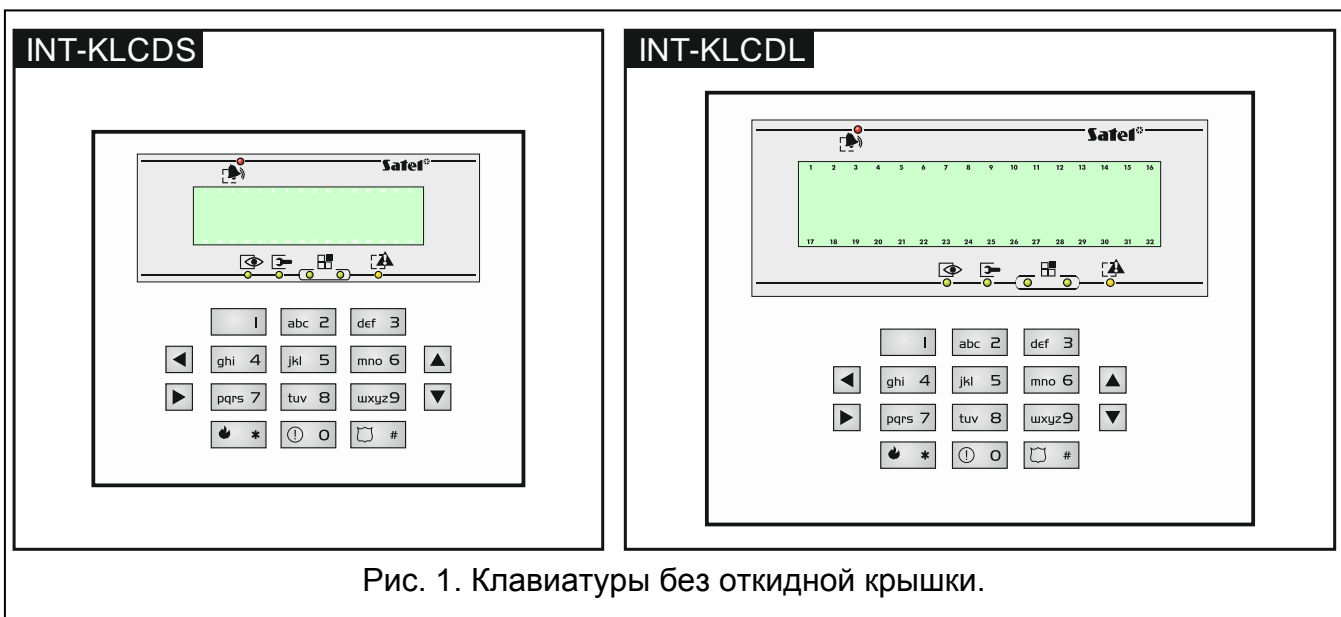 INT-KLCDS
Satel
1
abc 2
def 3
ghi 4
jkl 5
mno 6
pqrs 7
tuv 8
wxyz9
*
! 0
#
INT-KLCDL
Satel
1 2 3 4 5 6 7 8 9 10 11 12 13 14 15 16
17 18 19 20 21 22 23 24 25 26 27 28 29 30 31 32
1
abc 2
def 3
ghi 4
jkl 5
mno 6
pqrs 7
tuv 8
wxyz9
*
! 0
#
Рис. 1. Клавиатуры без откидной крышки.